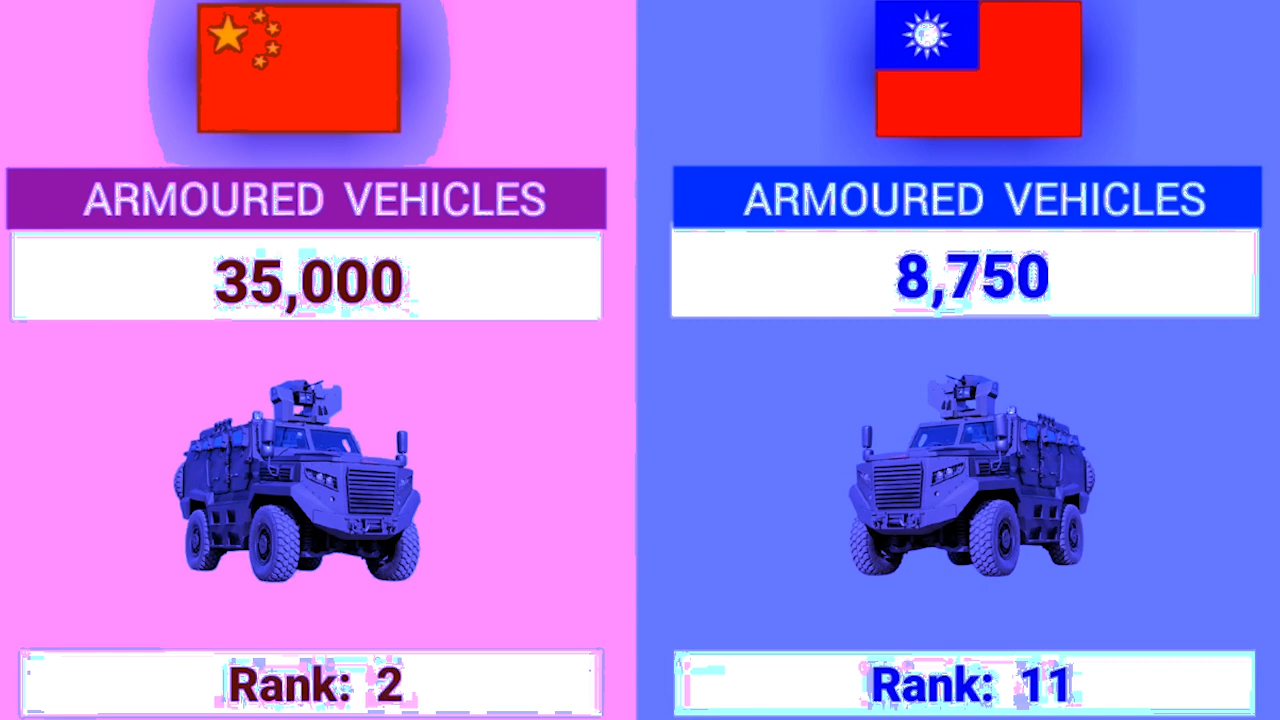 ARMOURED VEHICLES
35,000
Rank: 2
ARMOURED VEHICLES
8,750
Rank: 11